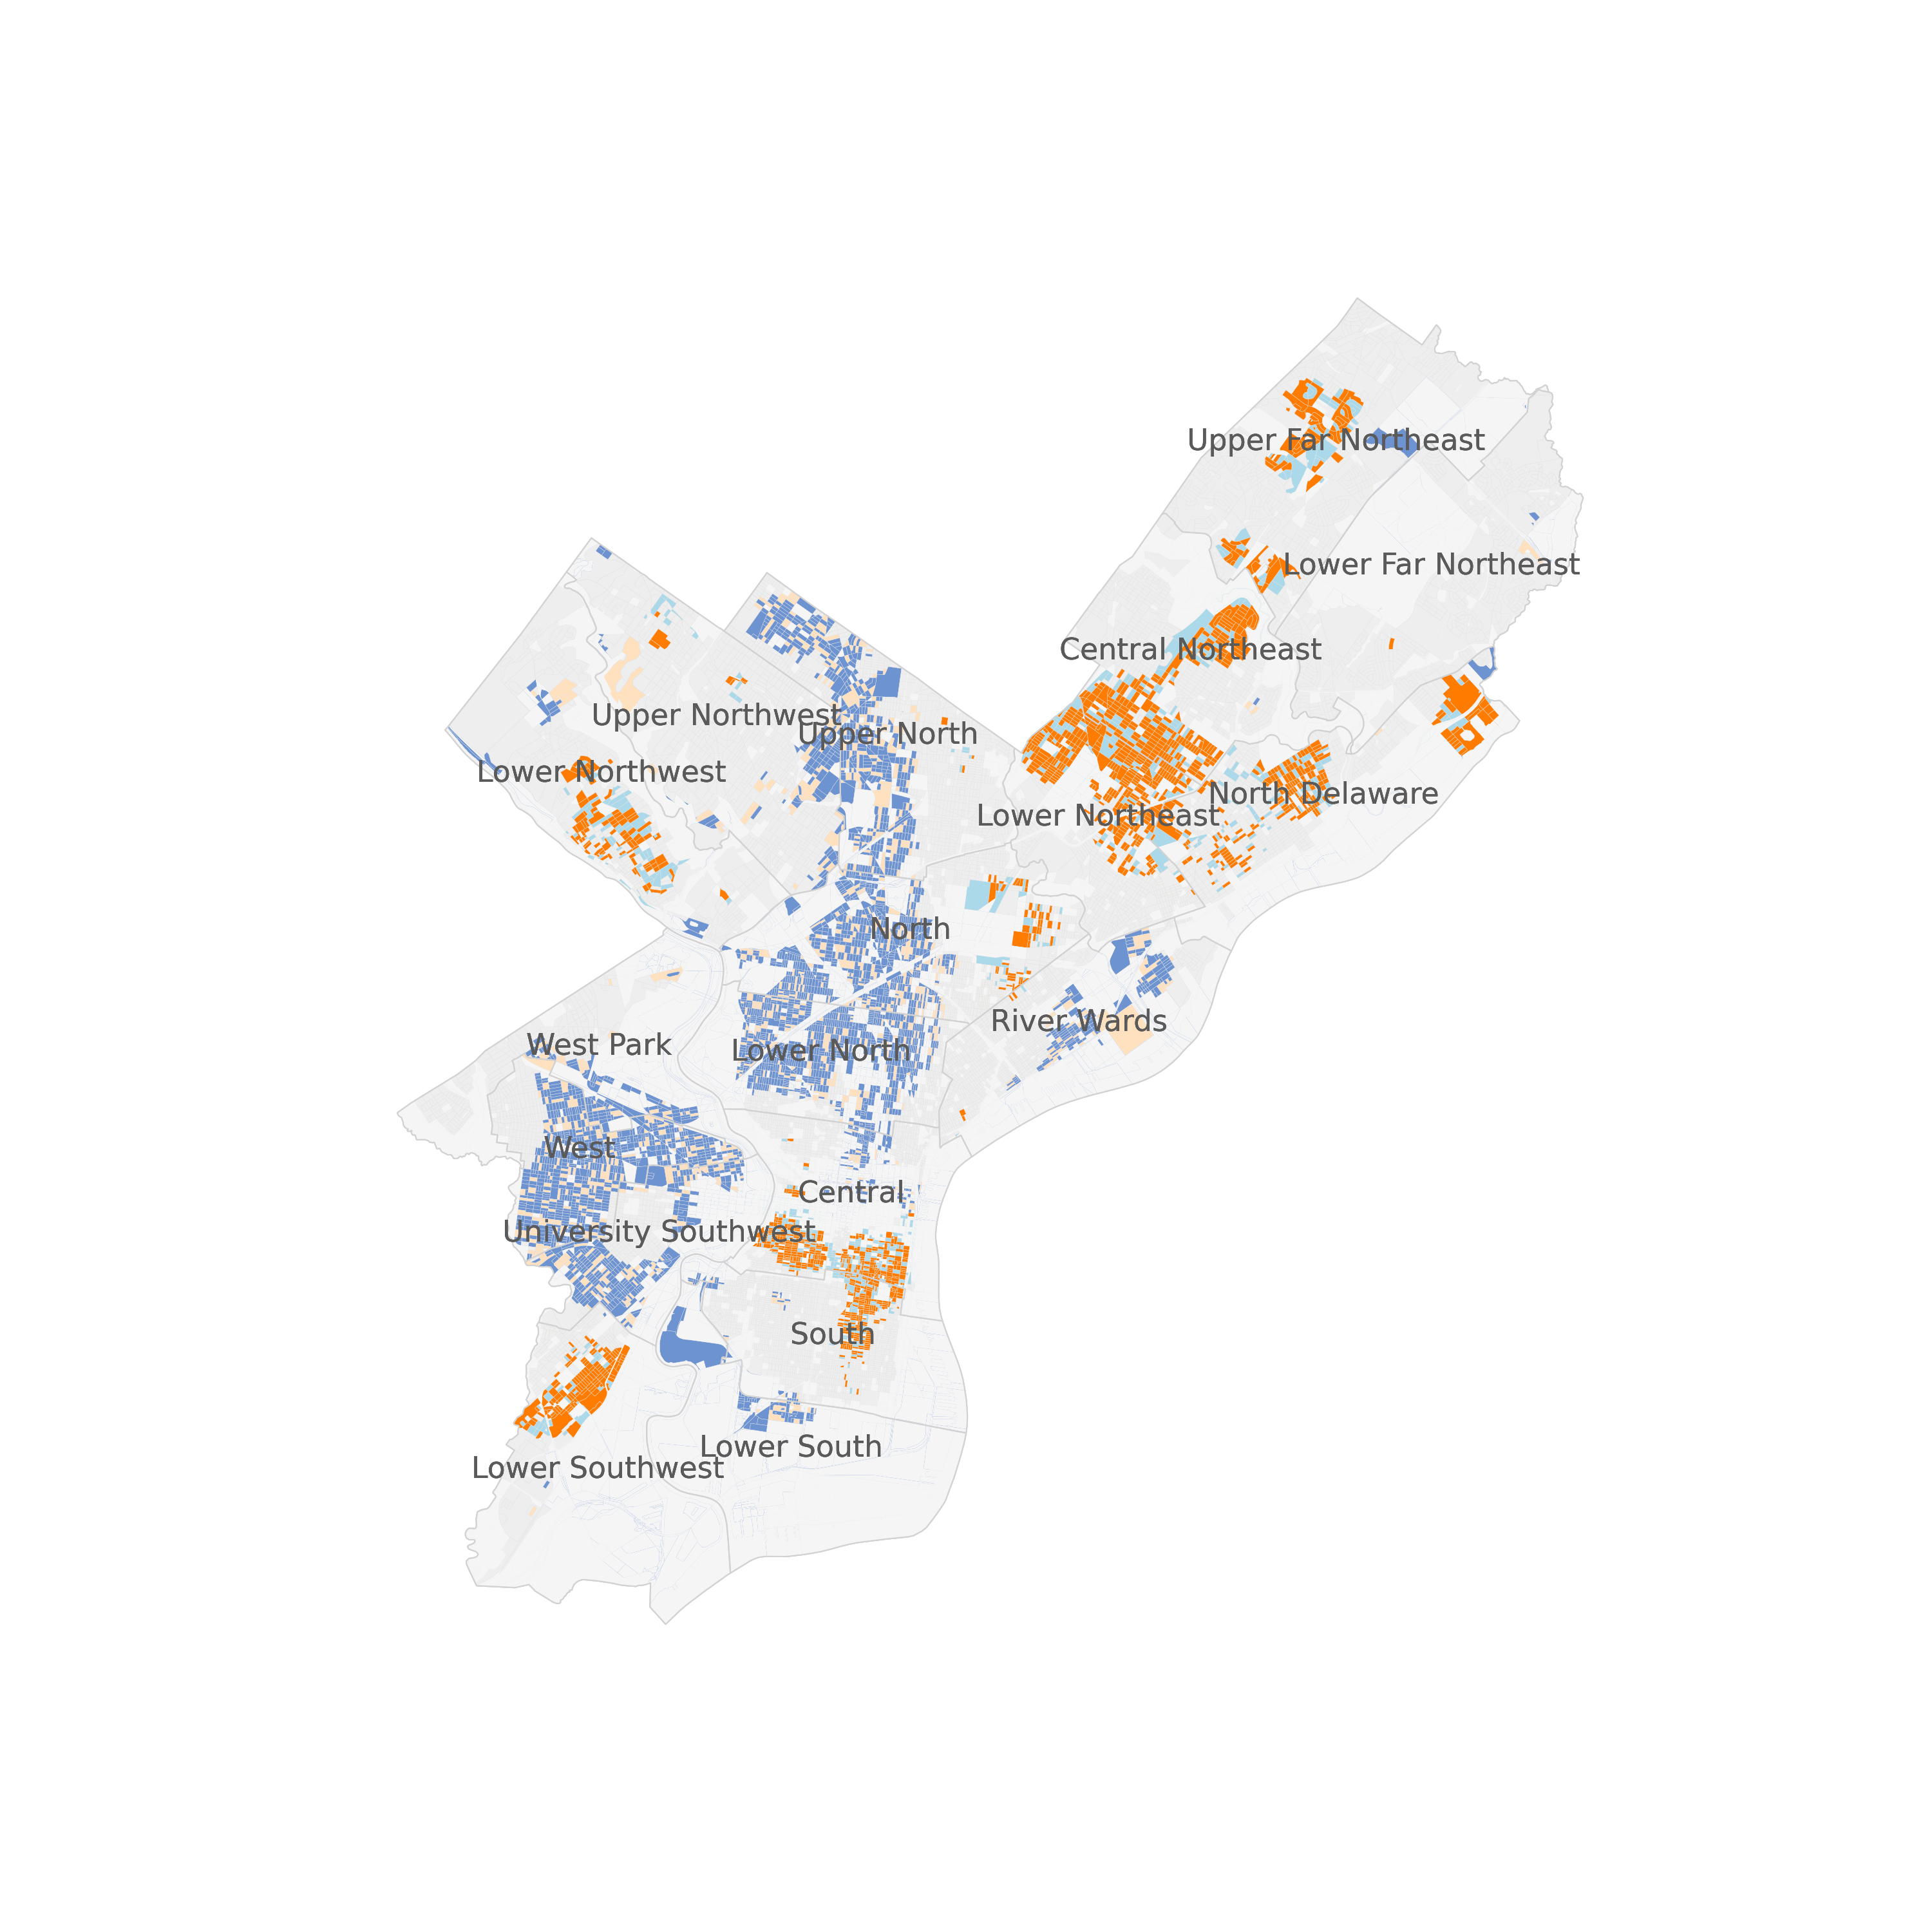 Upper Far Northeast
Lower Far Northeast
Central Northeast
Upper Northwest
Upper North
Lower Northwest
North Delaware
Lower Northeast
North
River Wards
West Park
Lower North
West
Central
University Southwest
South
Lower South
Lower Southwest